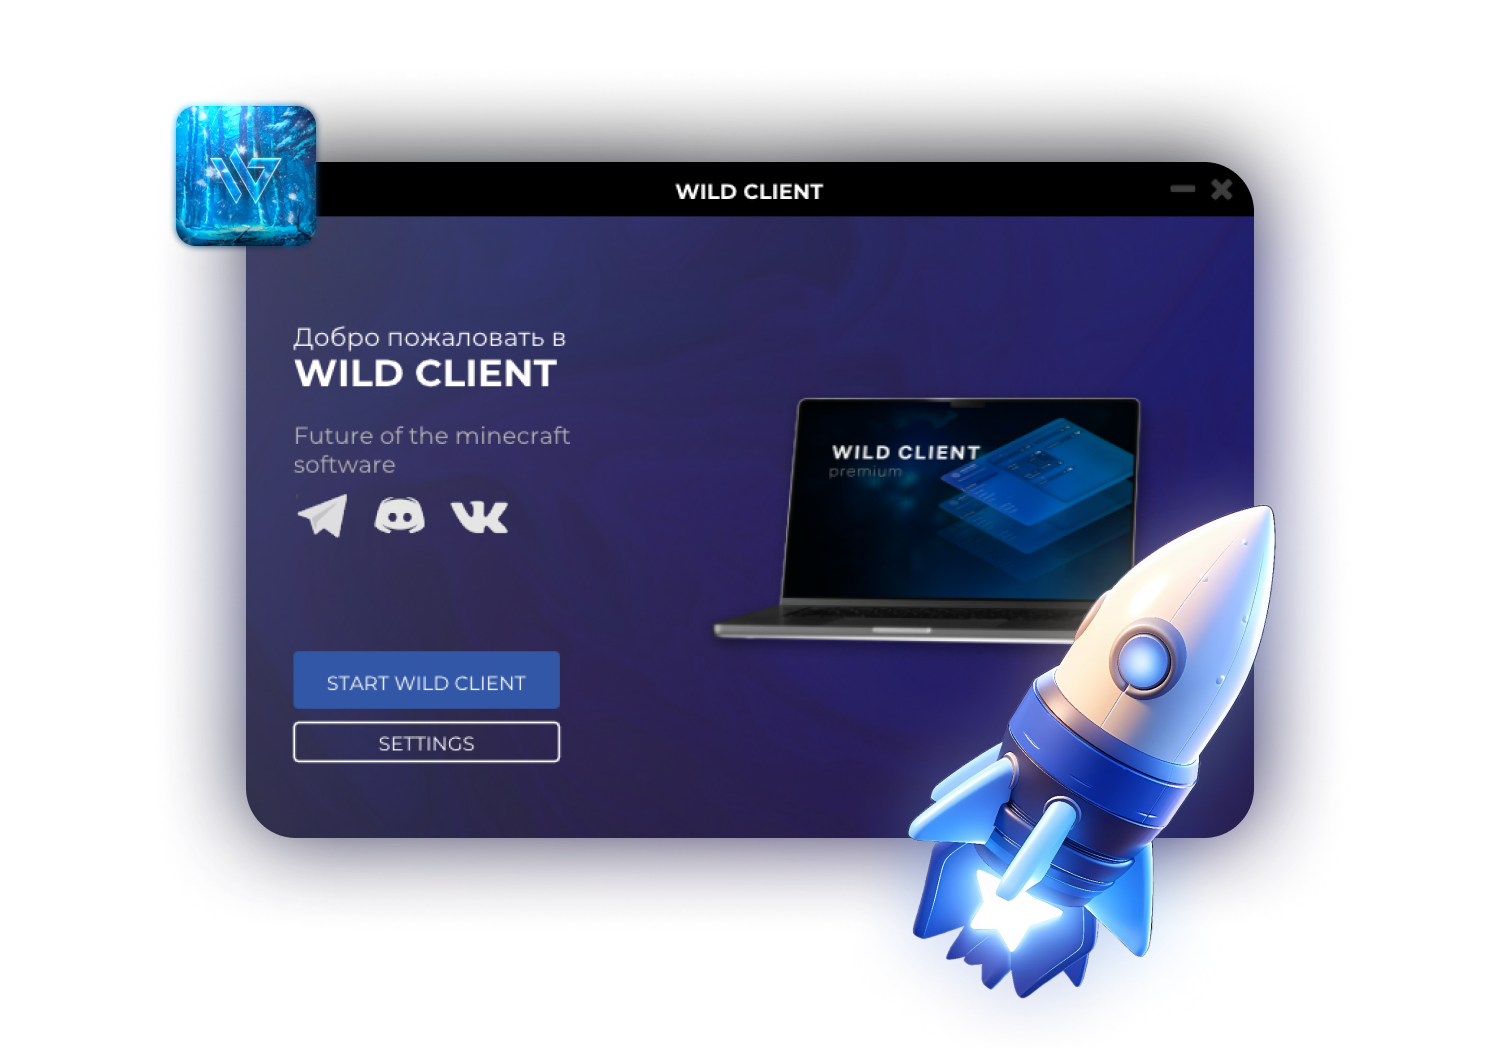 WILD CLIENT
Добро пожаловать в
WILD CLIENT
Future of the minecraft
software
WILD CLIENT
premium
START WILD CLIENT
SETTINGS